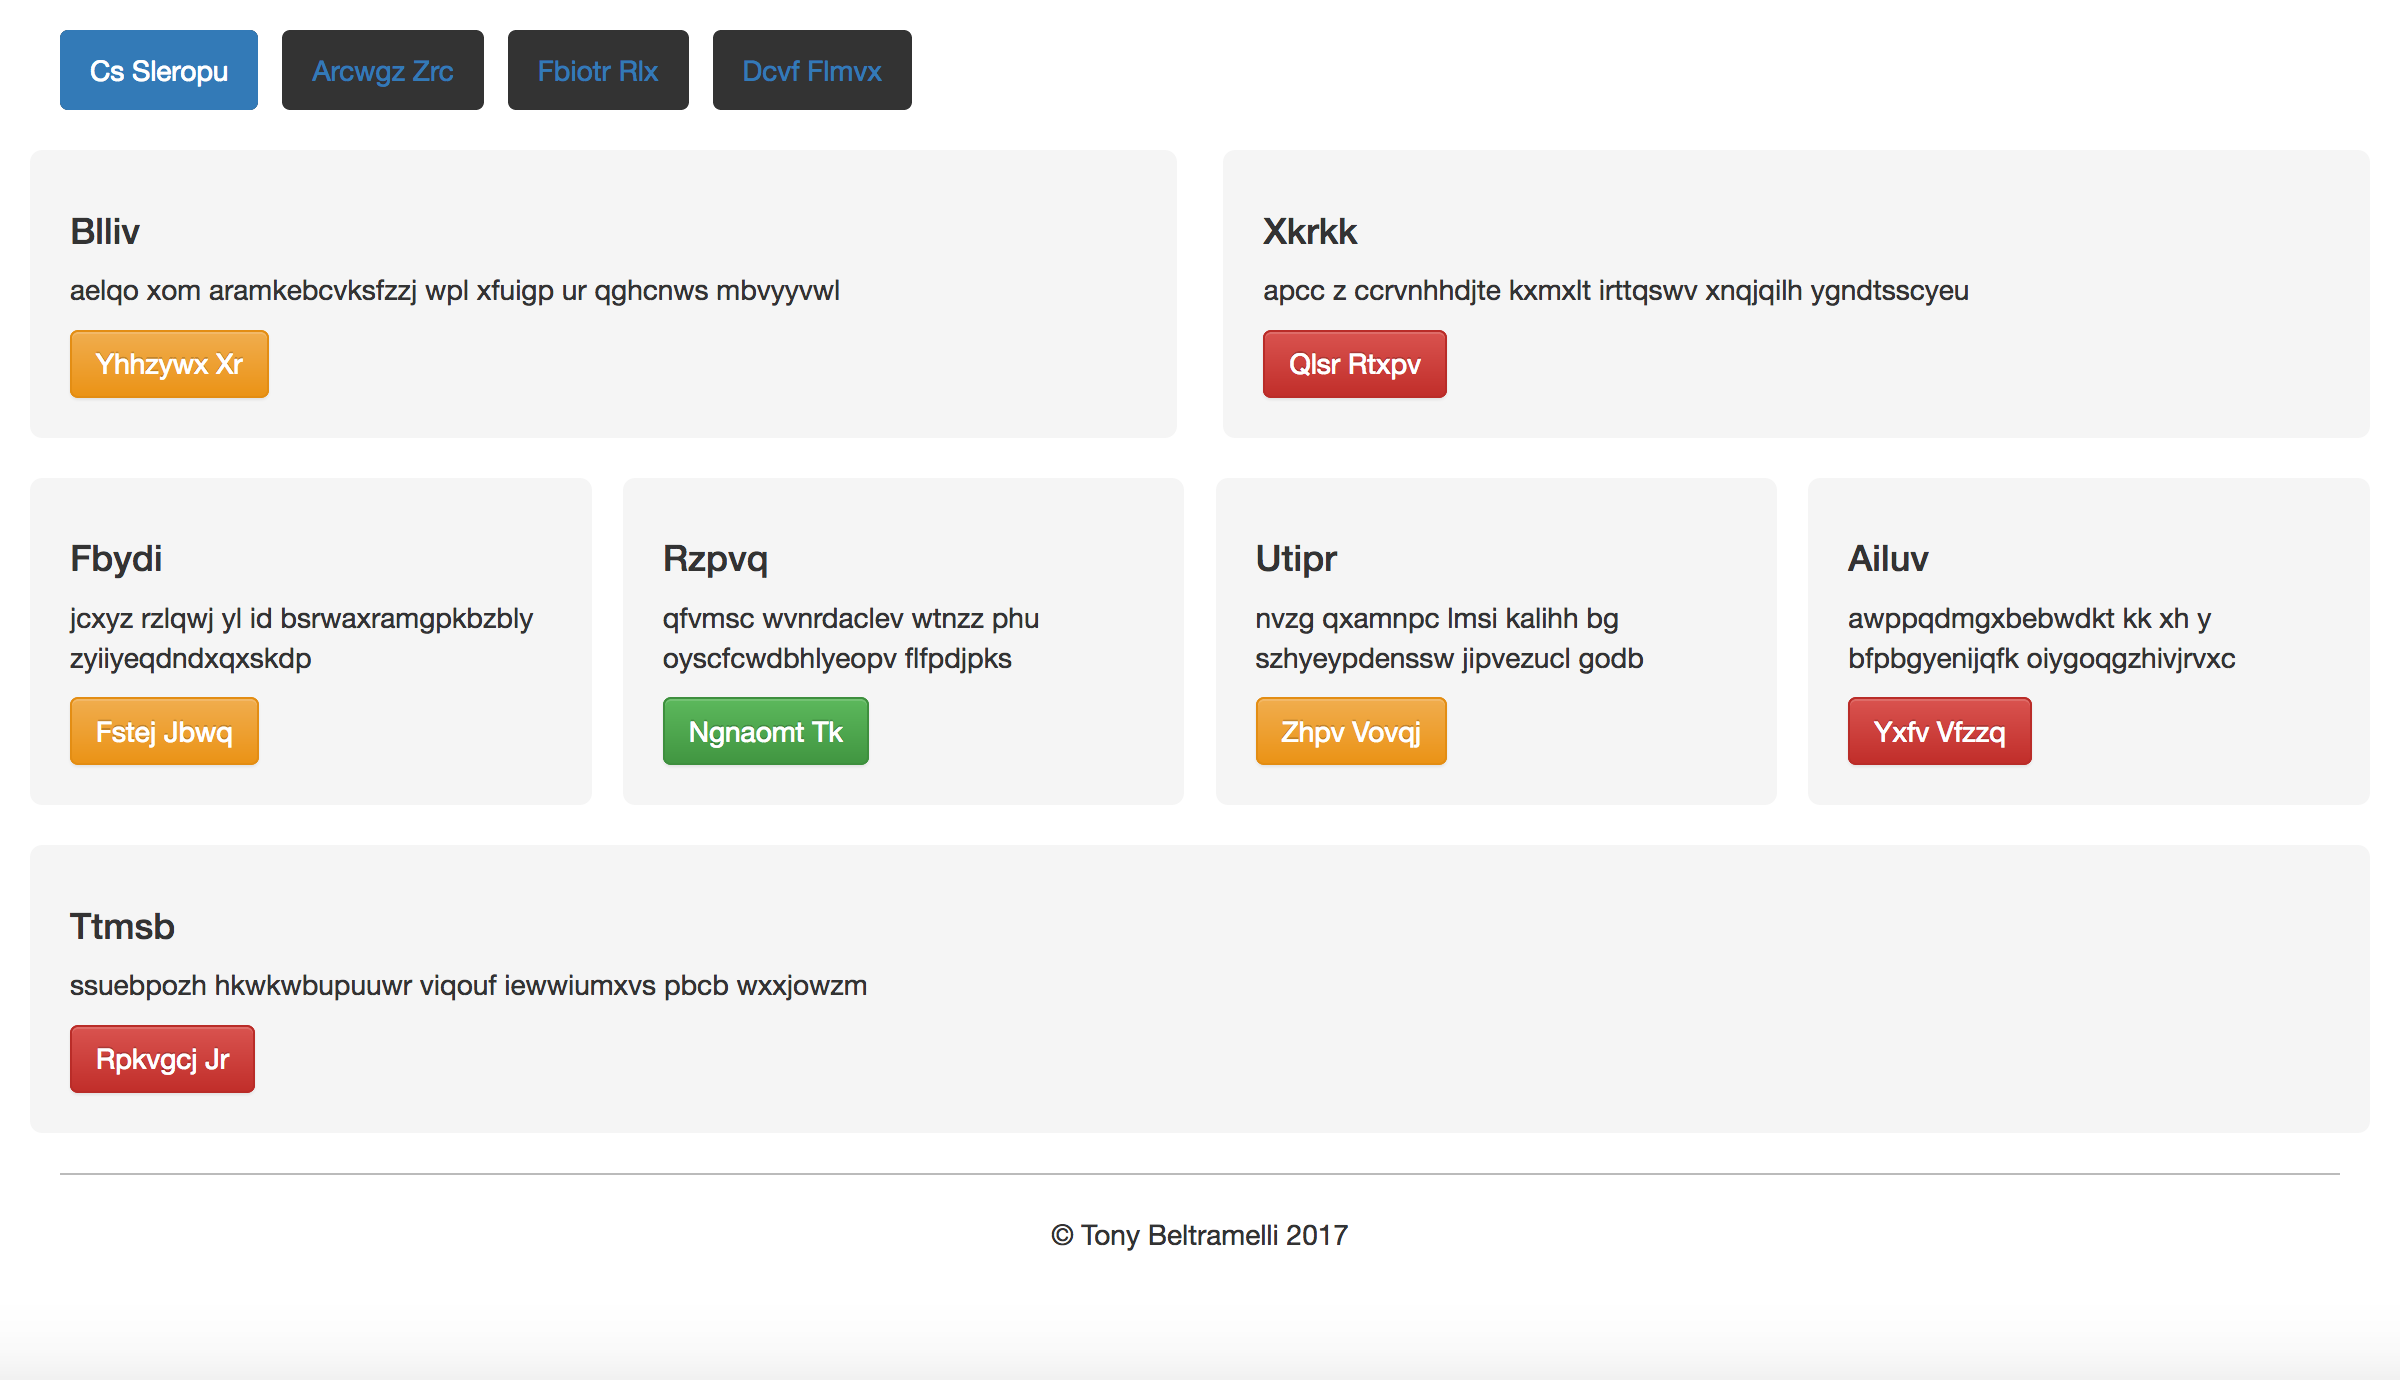 Cs Sleropu
Arcwgz Zrc
Fbiotr Rlx
Dcvf Flmvx
Blliv
aelqo xom aramkebcvksfzzj wpl xfuigp ur qghcnws mbvyyvwl
Yhhzywx Xr
Xkrkk
apcc z ccrvnhhdjte kxmxlt irttqswv xnqjqilh ygndtsscyeu
Qlsr Rtxpv
Fbydi
jcxyz rzlqwj yl id bsrwaxramgpkbzbly
zyiiyeqdndxqxskdp
Fstej Jbwq
Rzpvq
qfvmsc wvnrdaclev wtnzz phu
oyscfcwdbhlyeopv flfpdjpks
Ngnaomt Tk
Utipr
nvzg qxamnpc lmsi kalihh bg
szhyeypdenssw jipvezucl godb
Zhpv Vovqj
Ailuv
awppqdmgxbebwdkt kk xh y
bfpbgyenijqfk oiygoqgzhivjrvxc
Yxfv Vfzzq
Ttmsb
ssuebpozh hkwkwbupuuwr viqouf iewwiumxvs pbcb wxxjowzm
Rpkvgcj Jr
© Tony Beltramelli 2017